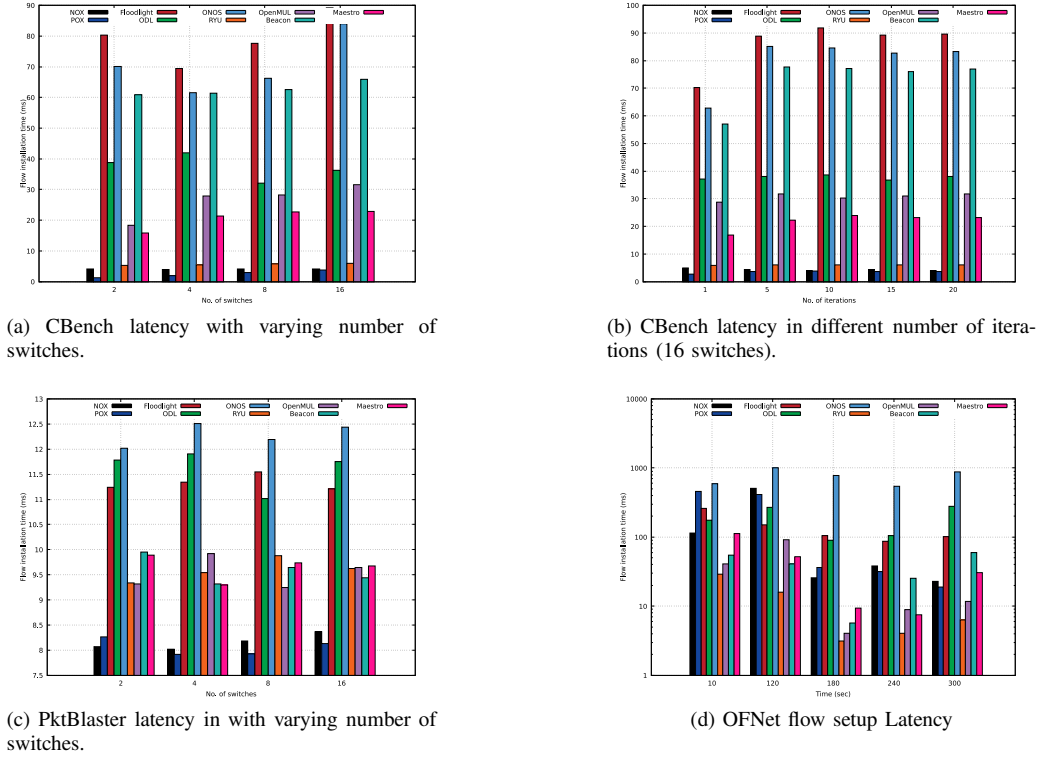 NOX Floodlight ONOS OpenMUL Maestro
POX ODL RYU Beacon
90
80
70
60
50
40
30
20
10
0
Flow installation time (ms)
2 4 8 16
No. of switches
(a) CBench latency with varying number of
switches.
NOX Floodlight ONOS OpenMUL Maestro
POX ODL RYU Beacon
100
90
80
70
60
50
40
30
20
10
0
Flow installation time (ms)
1 5 10 15 20
No. of iterations
(b) CBench latency in different number of itera-
tions (16 switches).
NOX Floodlight ONOS OpenMUL Maestro
POX ODL RYU Beacon
13
12.5
12
11.5
11
10.5
10
9.5
9
8.5
8
7.5
Flow installation time (ms)
2 4 8 16
No. of switches
(c) PktBlaster latency in with varying number of
switches.
NOX Floodlight ONOS OpenMUL Maestro
POX ODL RYU Beacon
10000
1000
100
10
1
Flow installation time (ms)
10 120 180 240 300
Time (sec)
(d) OFNet flow setup Latency